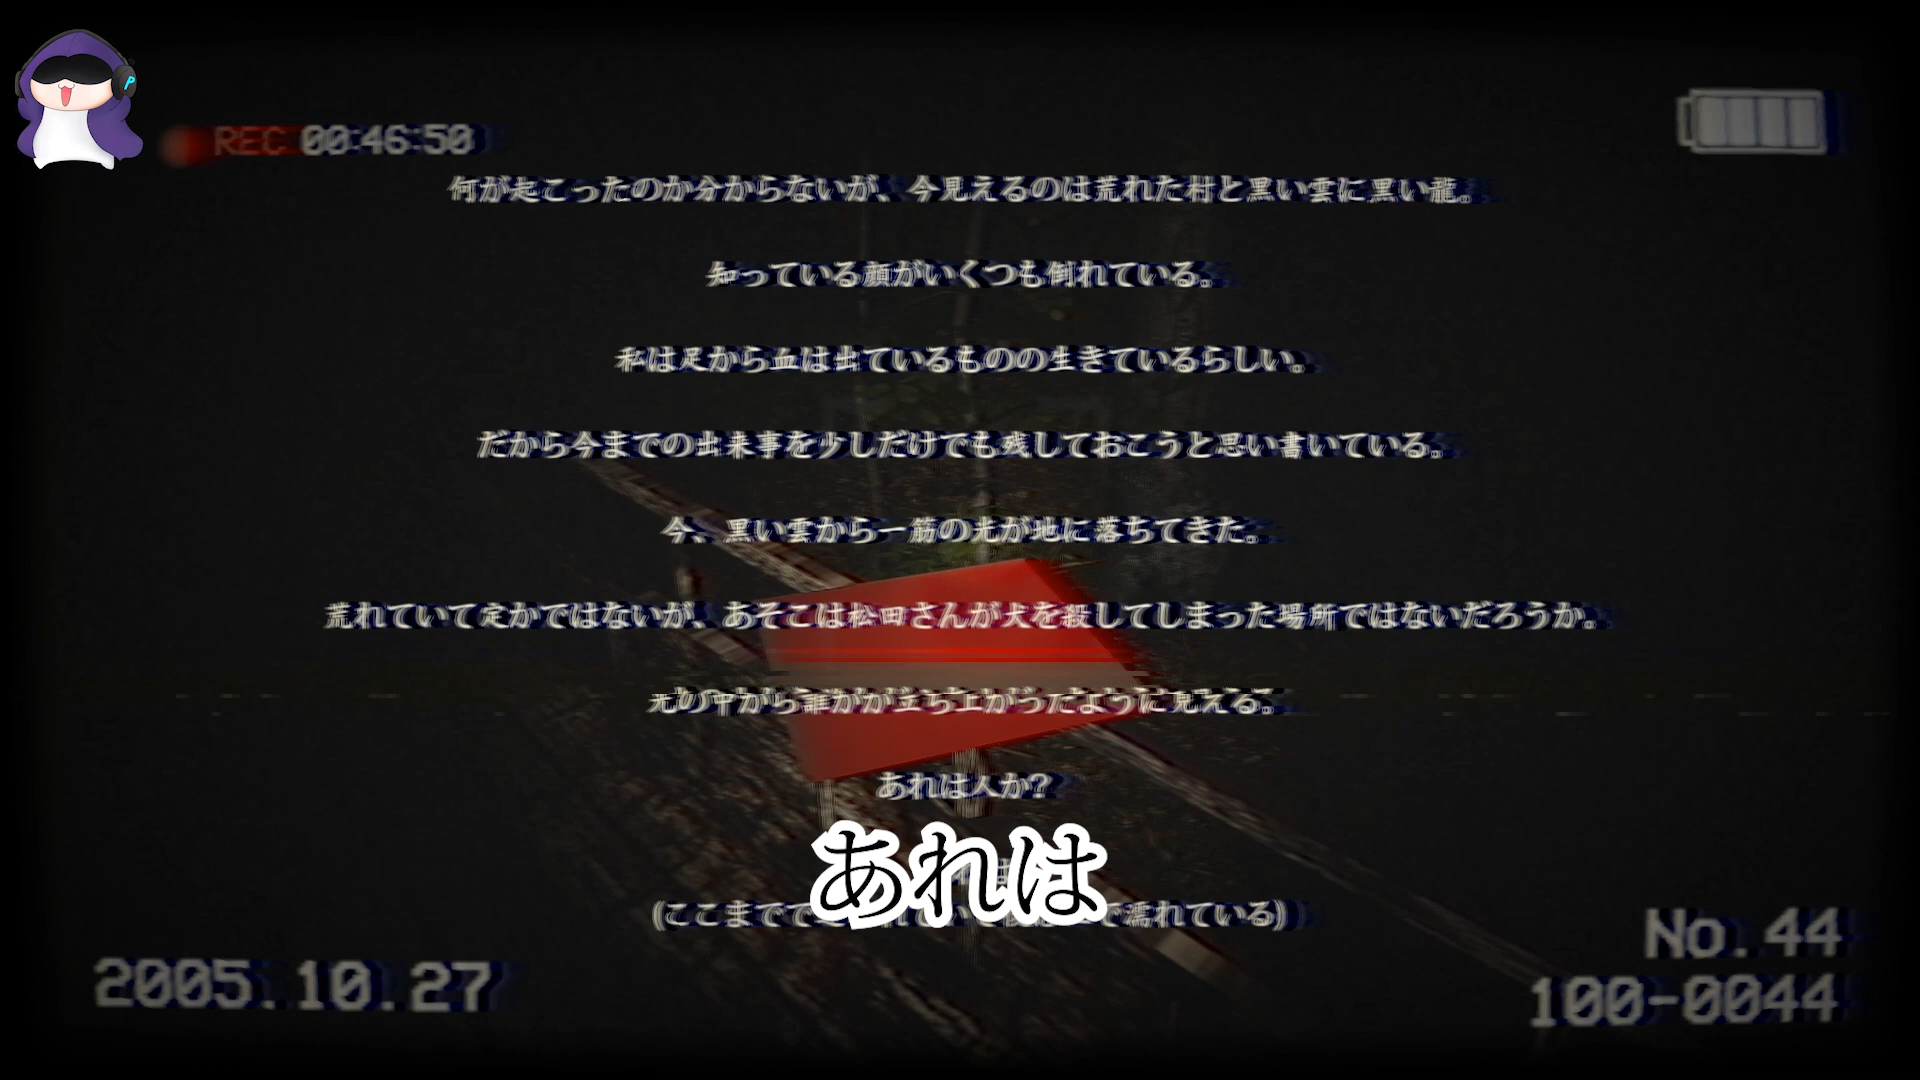 REC 00:46:50
何が起こったのか分からないが、今見えるのは荒れた村と黒い雲に黒い龍。
知っている顔がいくつも倒れている。
私は足から血は出ているものの生きているらしい。
だから今までの出来事を少しだけでも残しておこうと思い書いている。
今、黒い雲から一筋の光が地に落ちてきた。
荒れていて定かではないが、あそこは松田さんが犬を殺してしまった場所ではないだろうか。
光の中から誰かが立ち上がったように見える。
あれは人か?
あれは
(ここまでで で濡れている)
2005.10.27
No.44
100-0044